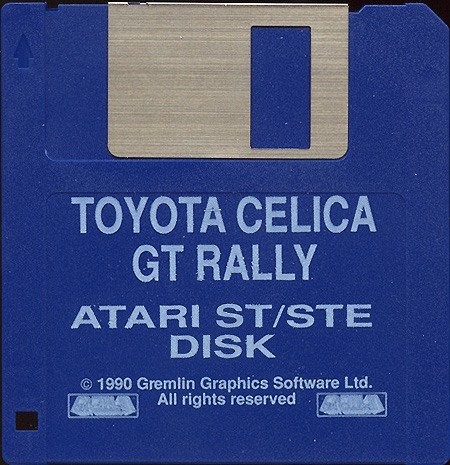 TOYOTA CELICA
GT RALLY
ATARI ST/STE
DISK
© 1990 Gremlin Graphics Software Ltd.
All rights reserved